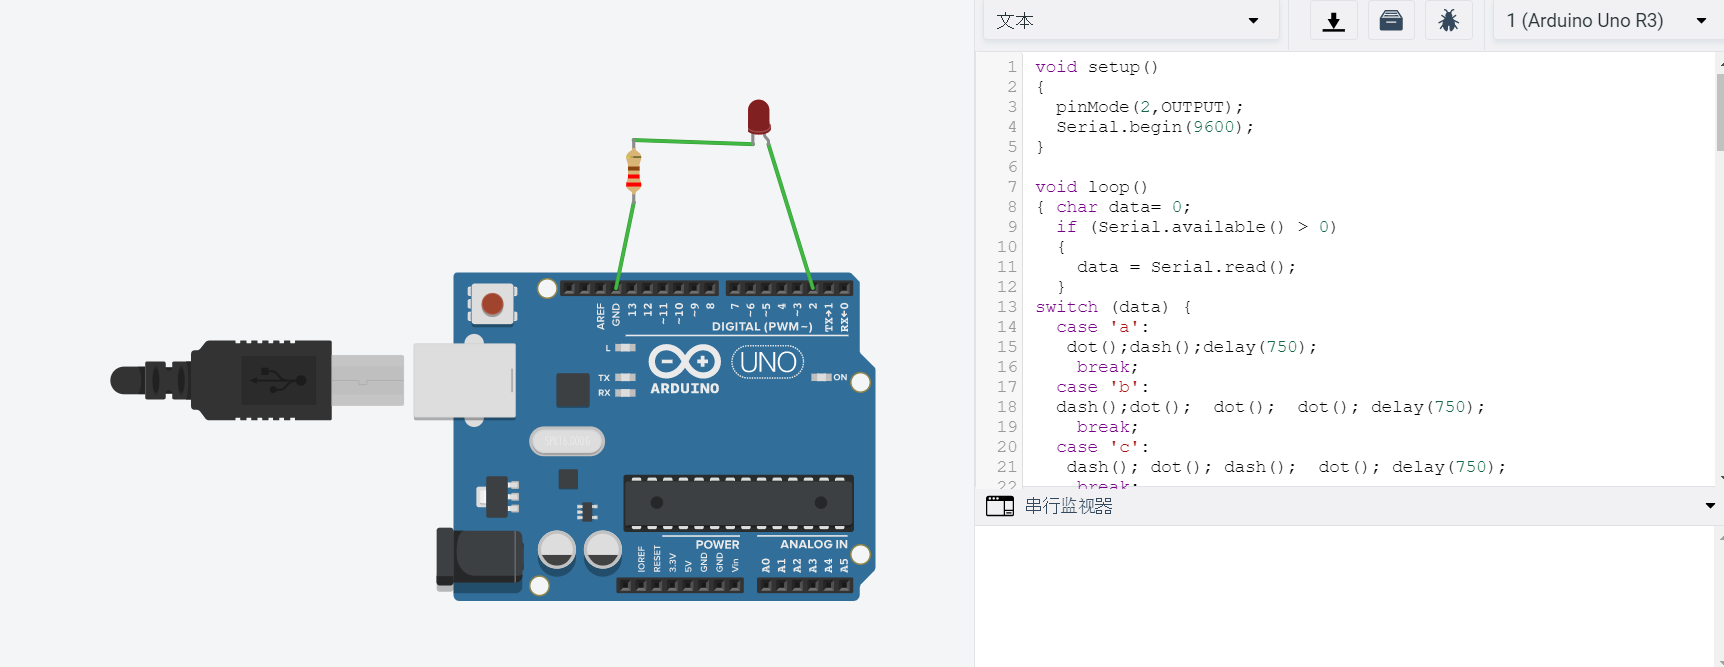 文本
1 (Arduino Uno R3)
1 void setup()
2 {
3 pinMode(2,OUTPUT);
4 Serial.begin(9600);
5 }
6
7 void loop()
8 { char data= 0;
9 if (Serial.available() > 0)
10 {
11 data = Serial.read();
12 }
13 switch (data) {
14 case 'a':
15 dot();dash();delay(750);
16 break;
17 case 'b':
18 dash();dot(); dot(); dot(); delay(750);
19 break;
20 case 'c':
21 dash(); dot(); dash(); dot(); delay(750);
22 break;
串行监视器
AREF
GND
13
12
~11
~10
~9
8
7
~6
~5
4
~3
2
TX→1
RX←0
DIGITAL (PWM~)
L
TX
RX
ARDUINO
UNO
ON
POWER
ANALOG IN
IOREF
RESET
3.3V
5V
GND
GND
Vin
A0
A1
A2
A3
A4
A5